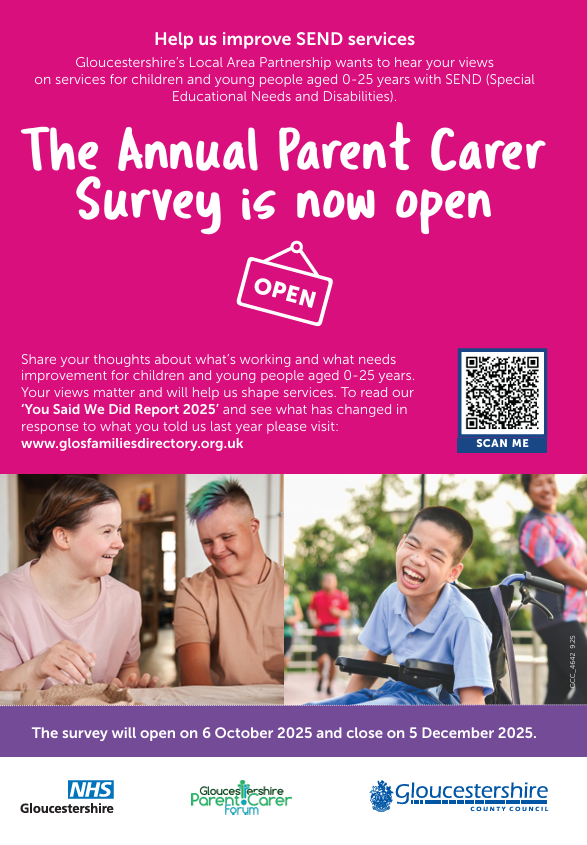 Help us improve SEND services
Gloucestershire's Local Area Partnership wants to hear your views
on services for children and young people aged 0-25 years with SEND (Special
Educational Needs and Disabilities).
The Annual Parent Carer
Survey is now open
OPEN
Share your thoughts about what's working and what needs
improvement for children and young people aged 0-25 years.
Your views matter and will help us shape services. To read our
'You Said We Did Report 2025' and see what has changed in
response to what you told us last year please visit:
www.glosfamiliesdirectory.org.uk
SCAN ME
GCC_4642 9.25
The survey will open on 6 October 2025 and close on 5 December 2025.
NHS
Gloucestershire
Gloucestershire
Parent Carer
Forum
Gloucestershire
COUNTY COUNCIL